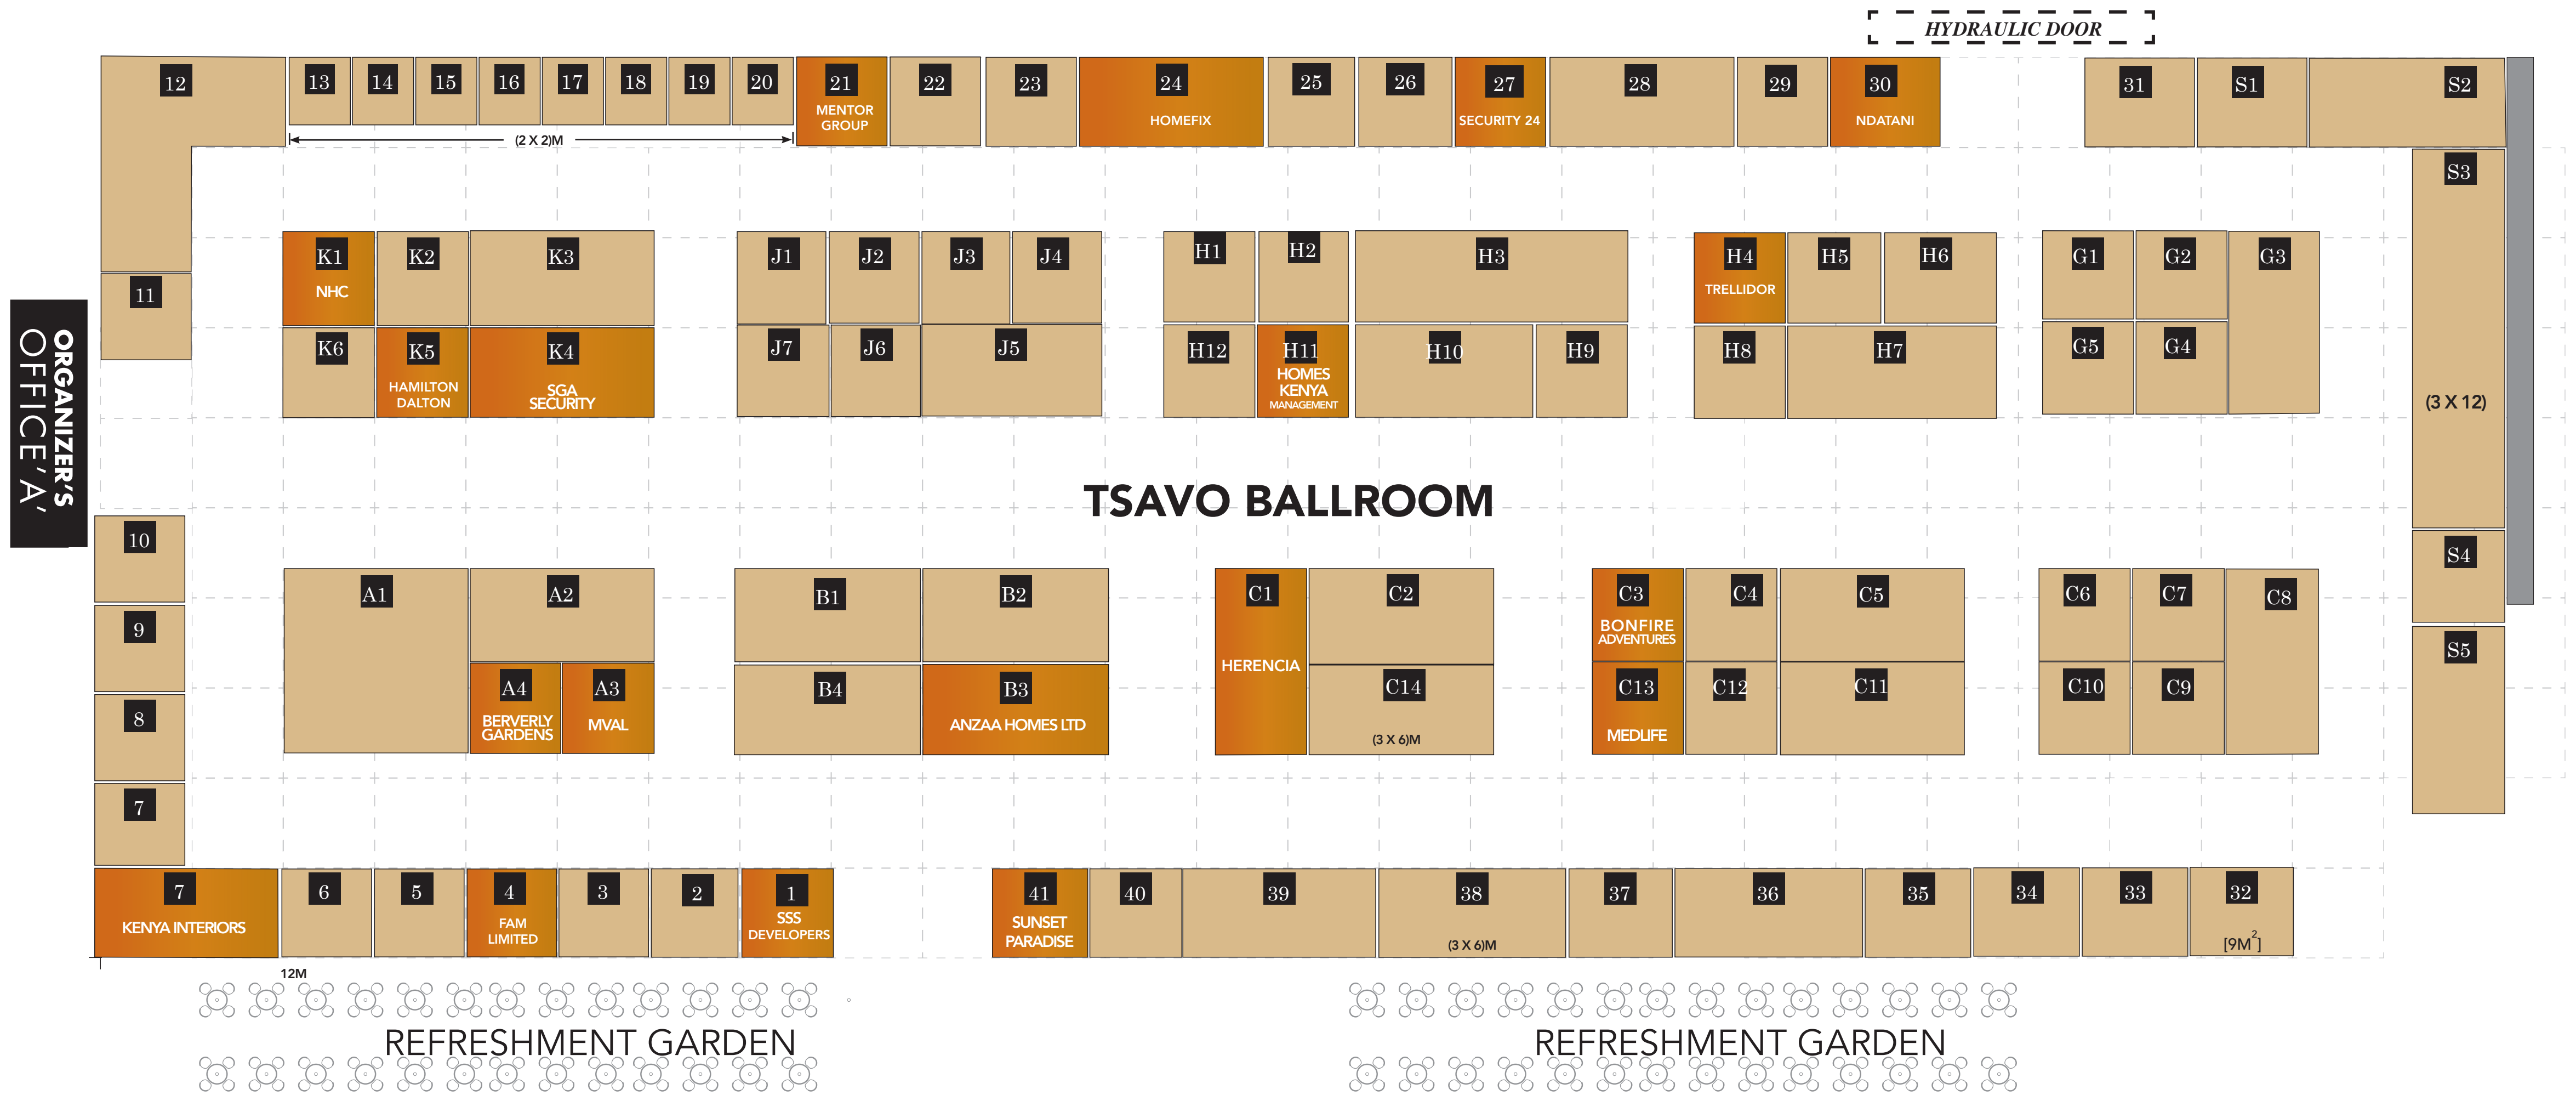 HYDRAULIC DOOR
12
13
14
15
16
17
18
19
20
21
MENTOR
GROUP
22
23
24
HOMEFIX
25
26
27
SECURITY 24
28
29
30
NDATANI
31
S1
S2
(2 X 2)M
S3
(3 X 12)
11
ORGANIZER'S
OFFICE'A'
K1
NHC
K2
K3
K6
K5
HAMILTON
DALTON
K4
SGA
SECURITY
J1
J2
J3
J4
J7
J6
J5
H1
H2
H3
H12
H11
HOMES
KENYA
MANAGEMENT
H10
H9
H4
TRELLIDOR
H5
H6
H8
H7
G1
G2
G3
G5
G4
TSAVO BALLROOM
10
9
8
7
A1
A2
A4
BERVERLY
GARDENS
A3
MVAL
B1
B2
B4
B3
ANZAA HOMES LTD
C1
HERENCIA
C2
C14
(3 X 6)M
C3
BONFIRE
ADVENTURES
C4
C5
C13
MEDLIFE
C12
C11
C6
C7
C8
C10
C9
S4
S5
7
KENYA INTERIORS
6
5
4
FAM
LIMITED
3
2
1
SSS
DEVELOPERS
41
SUNSET
PARADISE
40
39
38
(3 X 6)M
37
36
35
34
33
32
[9M²]
12M
REFRESHMENT GARDEN
REFRESHMENT GARDEN